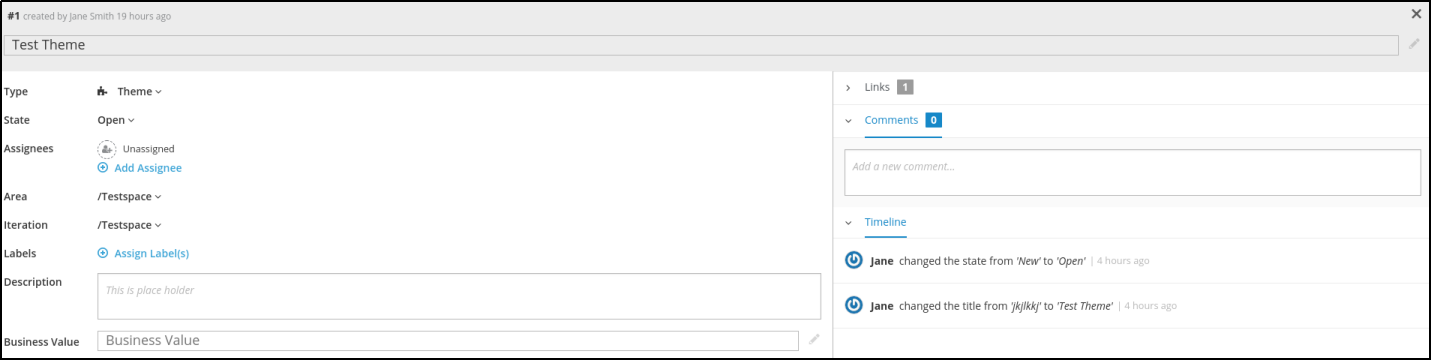 #1 created by Jane Smith 19 hours ago
Test Theme
Type Theme
State Open
Assignees Unassigned
Add Assignee
Area /Testspace
Iteration /Testspace
Labels Assign Label(s)
Description This is place holder
Business Value Business Value
Links 1
Comments 0
Add a new comment...
Timeline
Jane changed the state from 'New' to 'Open' | 4 hours ago
Jane changed the title from 'jkjlkkj' to 'Test Theme' | 4 hours ago